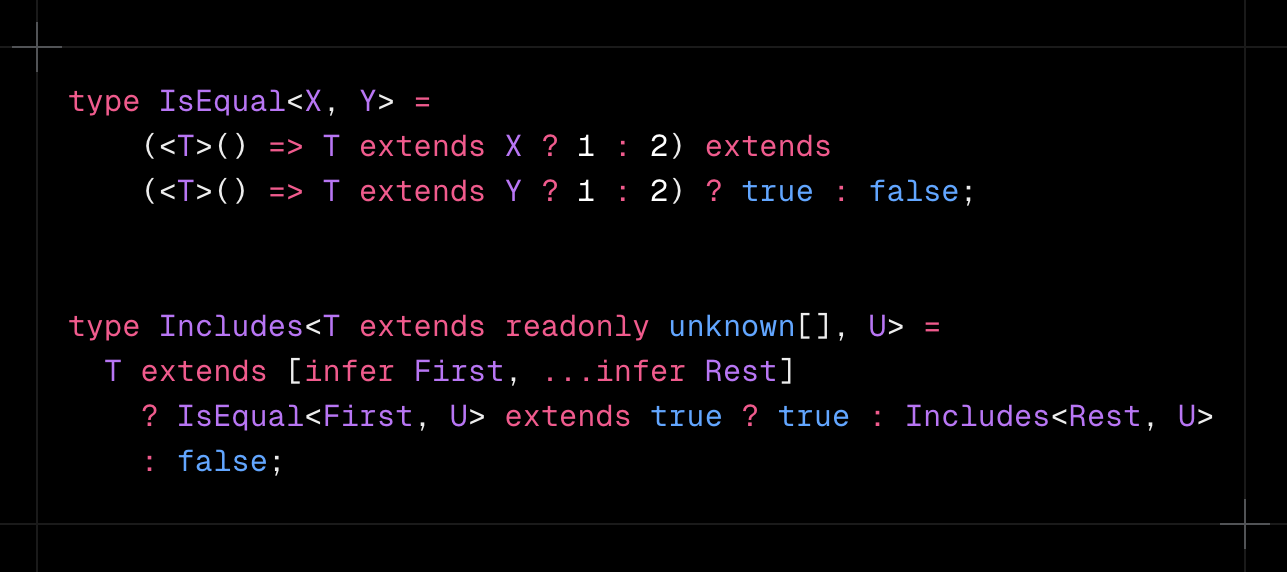 type IsEqual<X, Y> =
    (<T>() => T extends X ? 1 : 2) extends
    (<T>() => T extends Y ? 1 : 2) ? true : false;
type Includes<T extends readonly unknown[], U> =
  T extends [infer First, ...infer Rest]
    ? IsEqual<First, U> extends true ? true : Includes<Rest, U>
    : false;